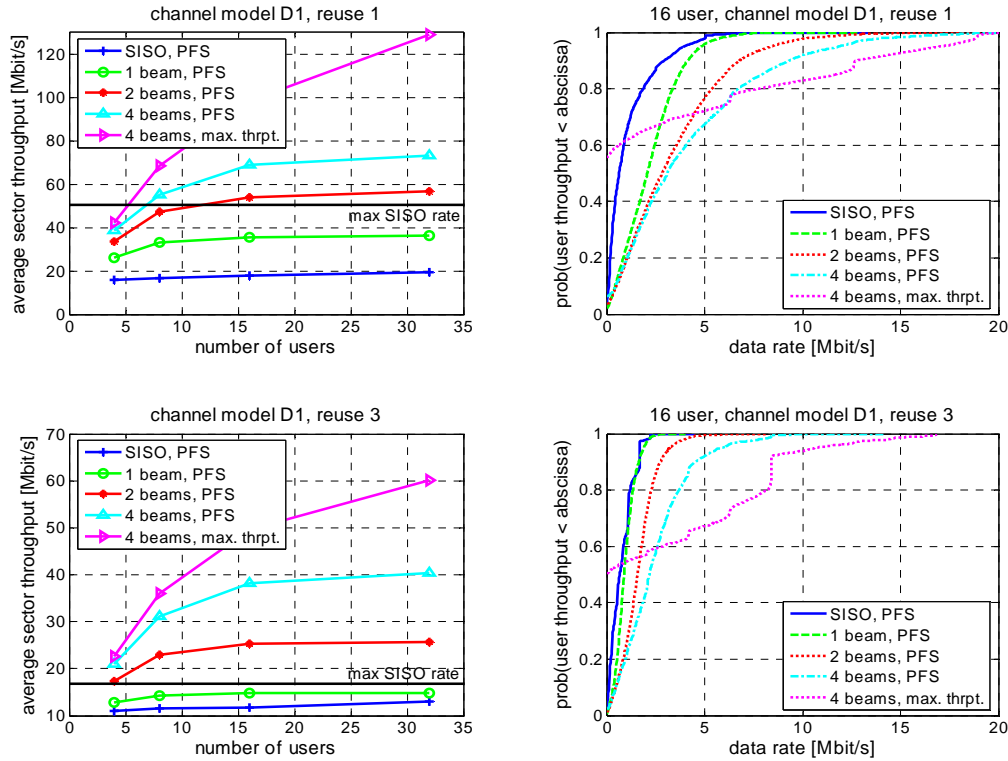 channel model D1, reuse 1
average sector throughput [Mbit/s]
130
120
100
80
60
50
40
20
0
SISO, PFS
1 beam, PFS
2 beams, PFS
4 beams, PFS
4 beams, max. thrpt.
max SISO rate
0 5 10 15 20 25 30 35
number of users
16 user, channel model D1, reuse 1
prob(user throughput < abscissa)
1
0.8
0.6
0.4
0.2
0
SISO, PFS
1 beam, PFS
2 beams, PFS
4 beams, PFS
4 beams, max. thrpt.
0 5 10 15 20
data rate [Mbit/s]
channel model D1, reuse 3
average sector throughput [Mbit/s]
70
60
50
40
30
20
10
SISO, PFS
1 beam, PFS
2 beams, PFS
4 beams, PFS
4 beams, max. thrpt.
max SISO rate
0 5 10 15 20 25 30 35
number of users
16 user, channel model D1, reuse 3
prob(user throughput < abscissa)
1
0.8
0.6
0.4
0.2
0
SISO, PFS
1 beam, PFS
2 beams, PFS
4 beams, PFS
4 beams, max. thrpt.
0 5 10 15 20
data rate [Mbit/s]